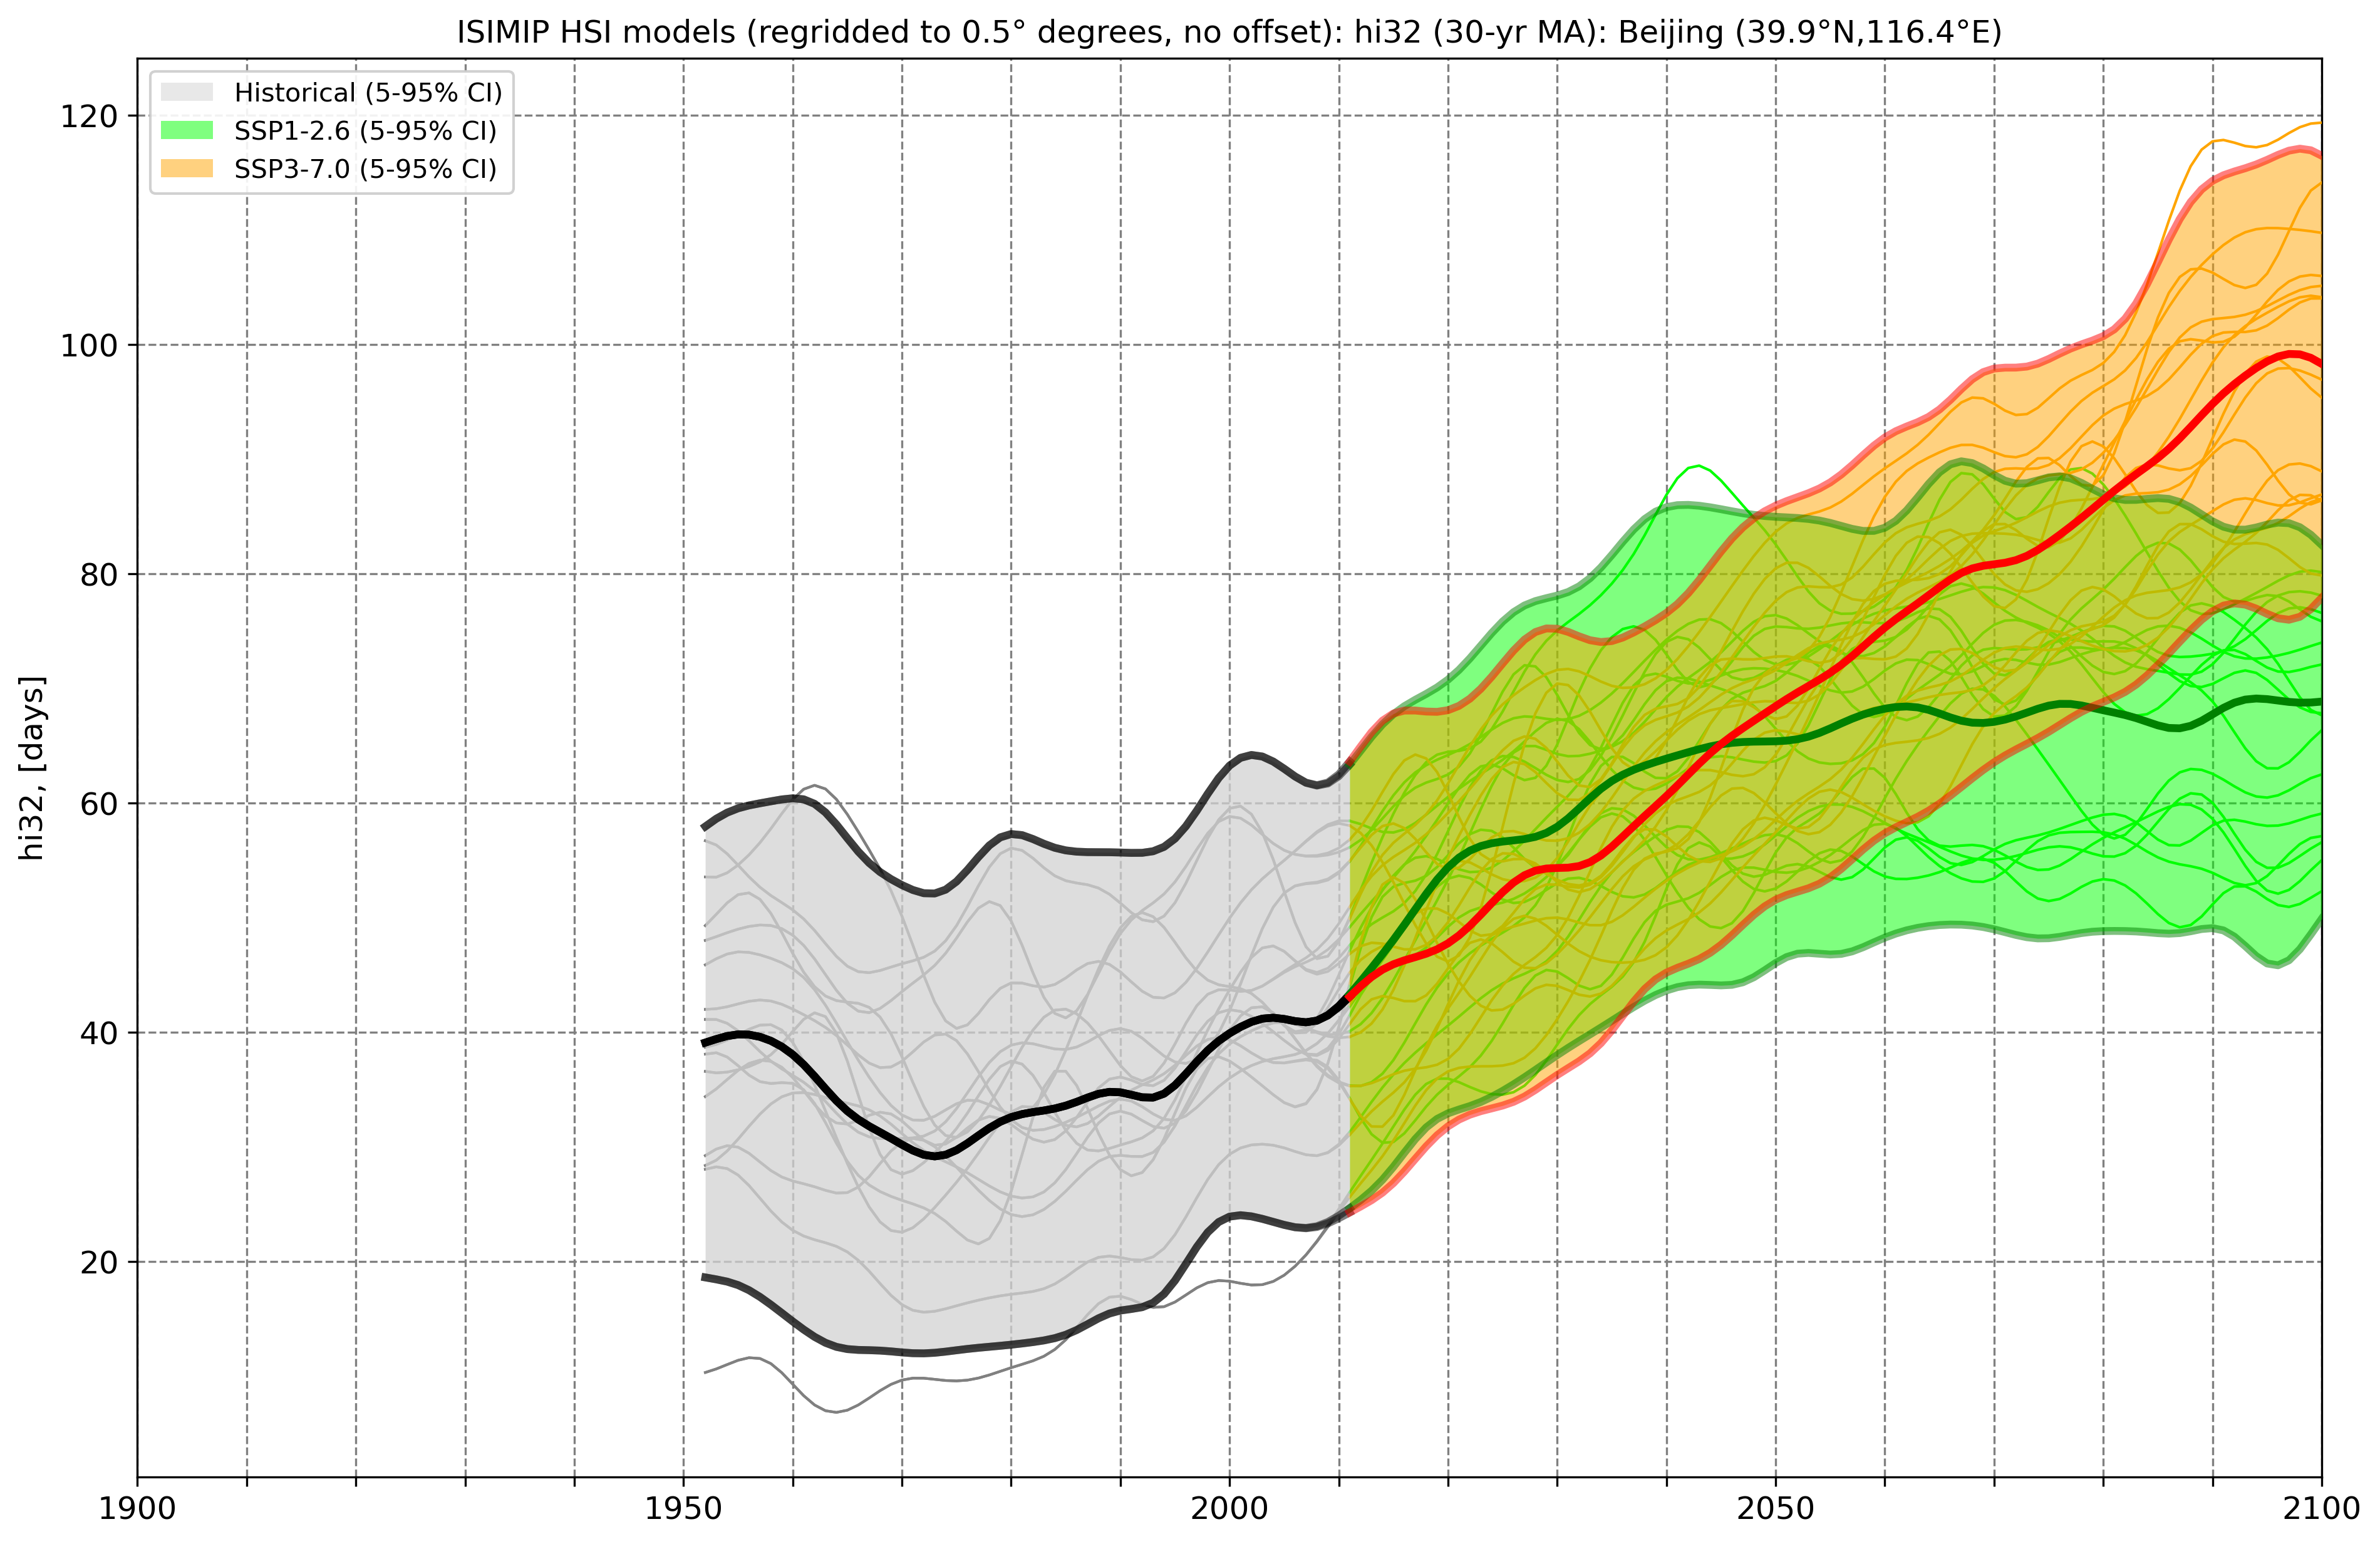 ISIMIP HSI models (regridded to 0.5° degrees, no offset): hi32 (30-yr MA): Beijing (39.9°N,116.4°E)
Historical (5-95% CI)
SSP1-2.6 (5-95% CI)
SSP3-7.0 (5-95% CI)
120
100
80
60
40
20
hi32, [days]
1900
1950
2000
2050
2100